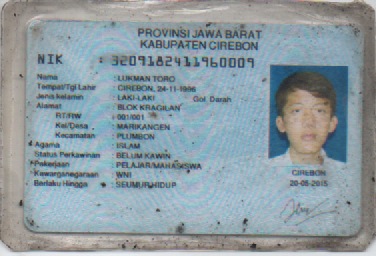 PROVINSI JAWA BARAT
KABUPATEN CIREBON
NIK : 3209182411960009
Nama : LUKMAN TORO
Tempat/Tgl Lahir : CIREBON, 24-11-1996
Jenis kelamin : LAKI-LAKI Gol. Darah
Alamat : BLOK KRAGILAN
RT/RW : 001/001
Kel/Desa : MARIKANGEN
Kecamatan : PLUMBON
Agama : ISLAM
Status Perkawinan : BELUM KAWIN
Pekerjaan : PELAJAR/MAHASISWA
Kewarganegaraan : WNI
Berlaku Hingga : SEUMUR HIDUP
CIREBON
20-05-2015